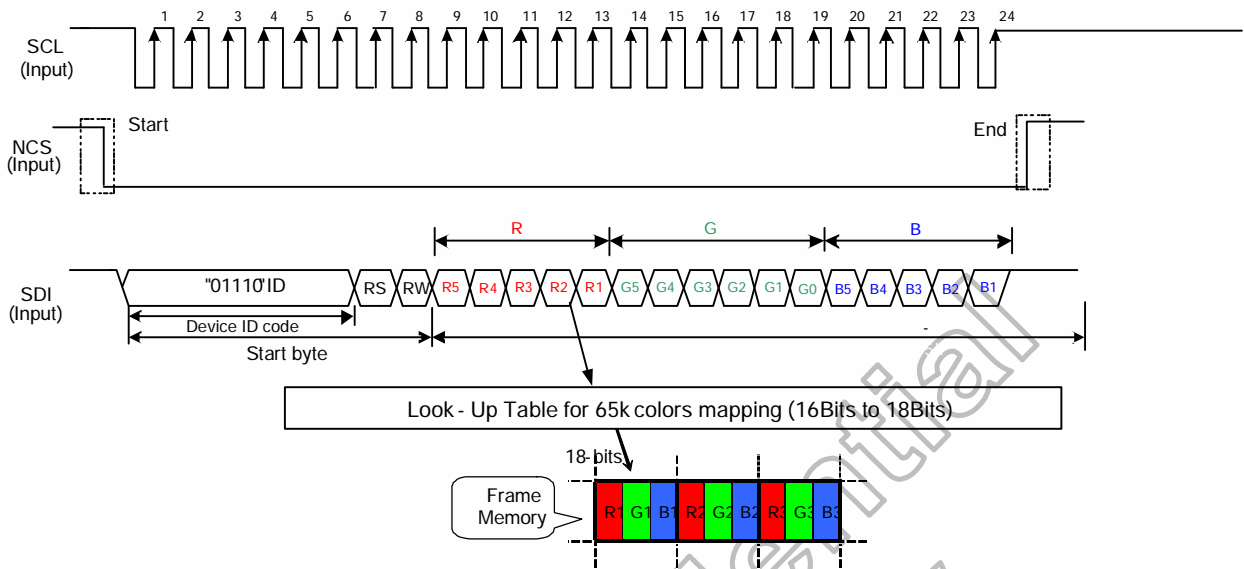 1 2 3 4 5 6 7 8 9 10 11 12 13 14 15 16 17 18 19 20 21 22 23 24
SCL
(Input)
Start
End
NCS
(Input)
R G B
SDI
(Input)
"01110"ID RS RW R5 R4 R3 R2 R1 G5 G4 G3 G2 G1 G0 B5 B4 B3 B2 B1
Device ID code
-
Start byte
Look - Up Table for 65k colors mapping (16Bits to 18Bits)
18-bits
Frame
Memory
R1 G1 B1 R2 G2 B2 R3 G3 B3